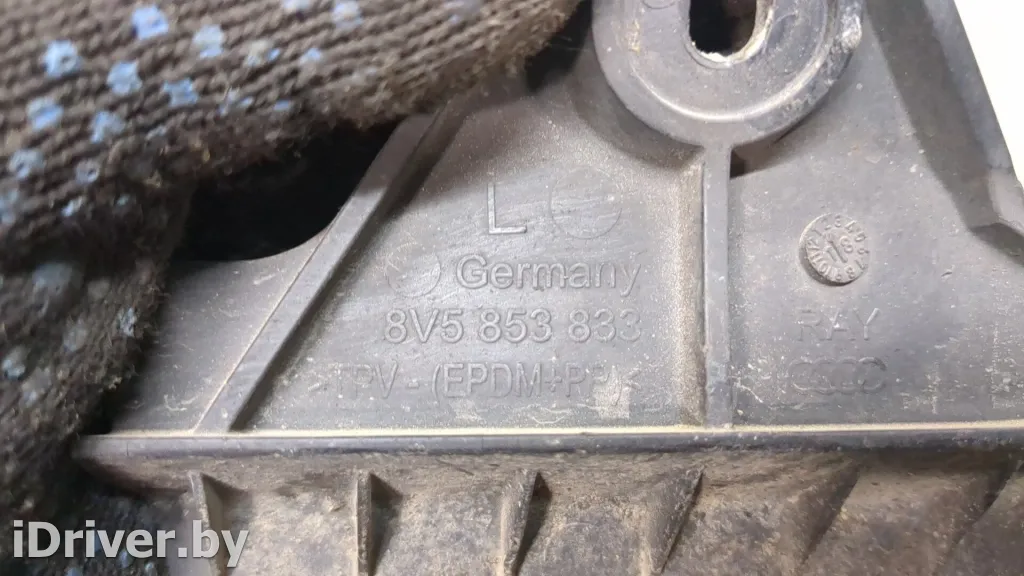 L
Germany
8V5 853 833
RAY
TPV-(EPDM+PP)
iDriver.by